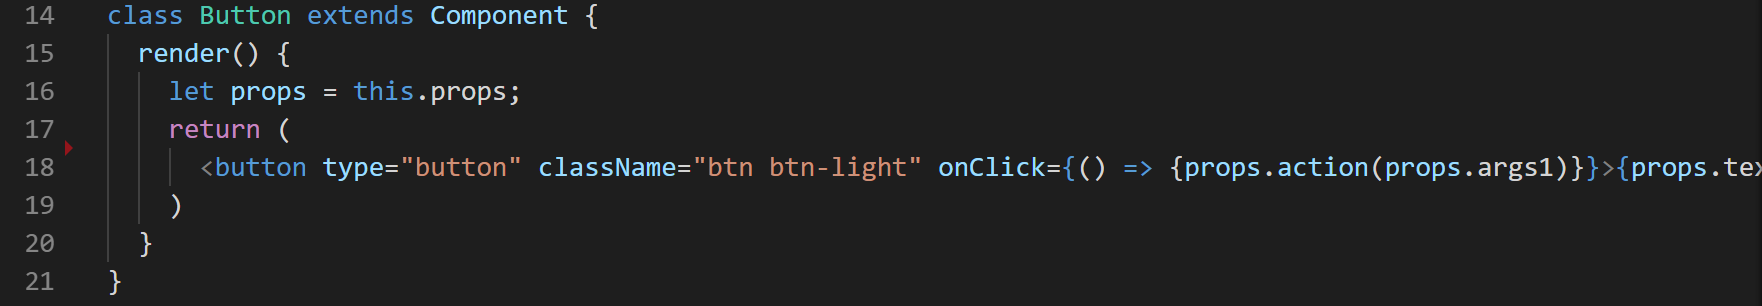 14 class Button extends Component {
15 render() {
16 let props = this.props;
17 return (
18 <button type="button" className="btn btn-light" onClick={() => {props.action(props.args1)}}>{props.tex
19 )
20 }
21 }